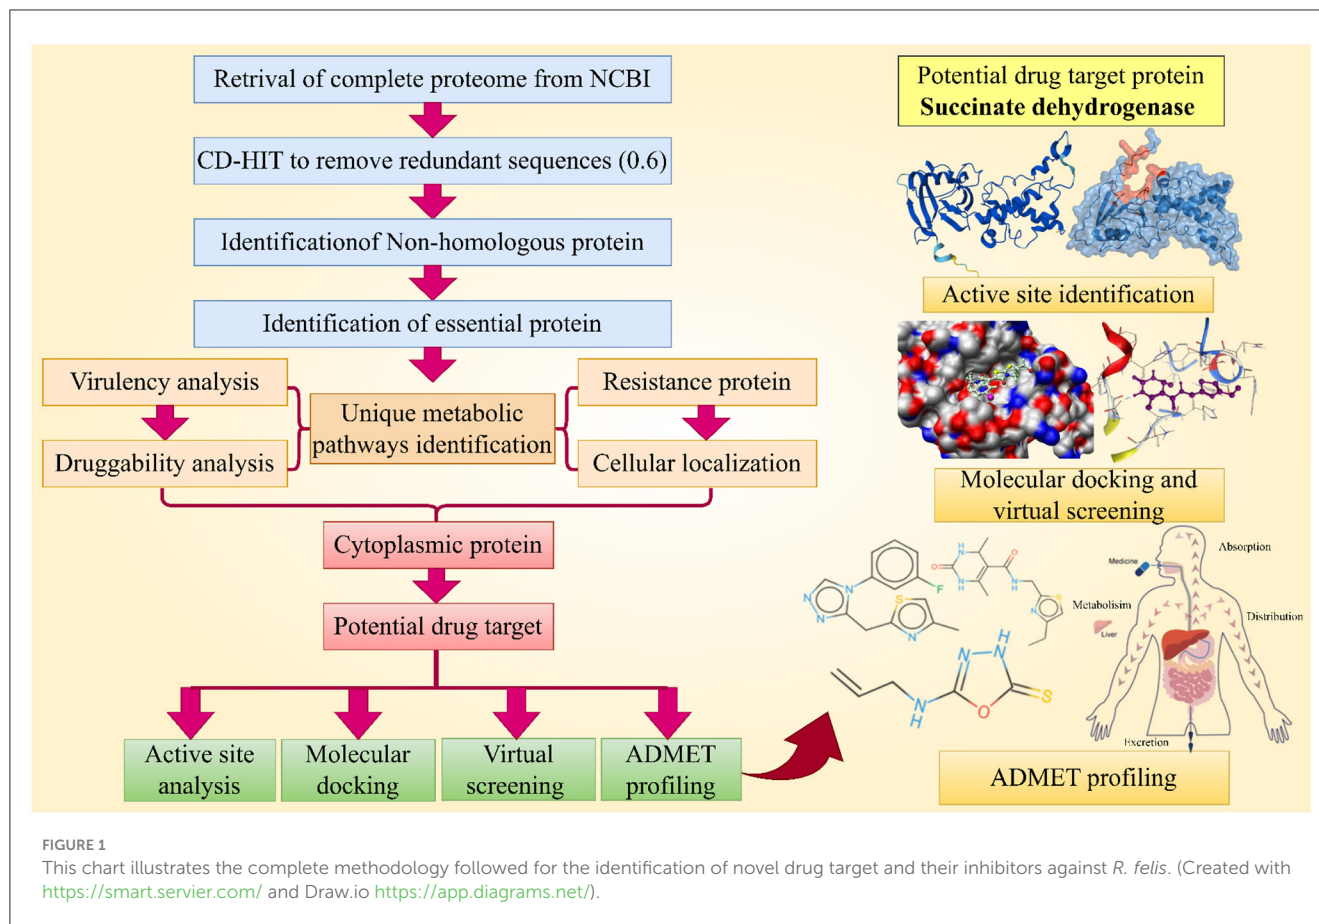 Retrival of complete proteome from NCBI
CD-HIT to remove redundant sequences (0.6)
Identificationof Non-homologous protein
Identification of essential protein
Virulency analysis
Druggability analysis
Unique metabolic
pathways identification
Resistance protein
Cellular localization
Cytoplasmic protein
Potential drug target
Active site
analysis
Molecular
docking
Virtual
screening
ADMET
profiling
Potential drug target protein
Succinate dehydrogenase
Active site identification
Molecular docking and
virtual screening
N
N
N
F
S
N
H
N
O
N
H
O
N
H
S
N
N
N
H
N
H
O
S
Absorption
Medicine
Metabolisim
Liver
Distribution
Excretion
ADMET profiling
FIGURE 1
This chart illustrates the complete methodology followed for the identification of novel drug target and their inhibitors against R. felis. (Created with
https://smart.servier.com/ and Draw.io https://app.diagrams.net/).